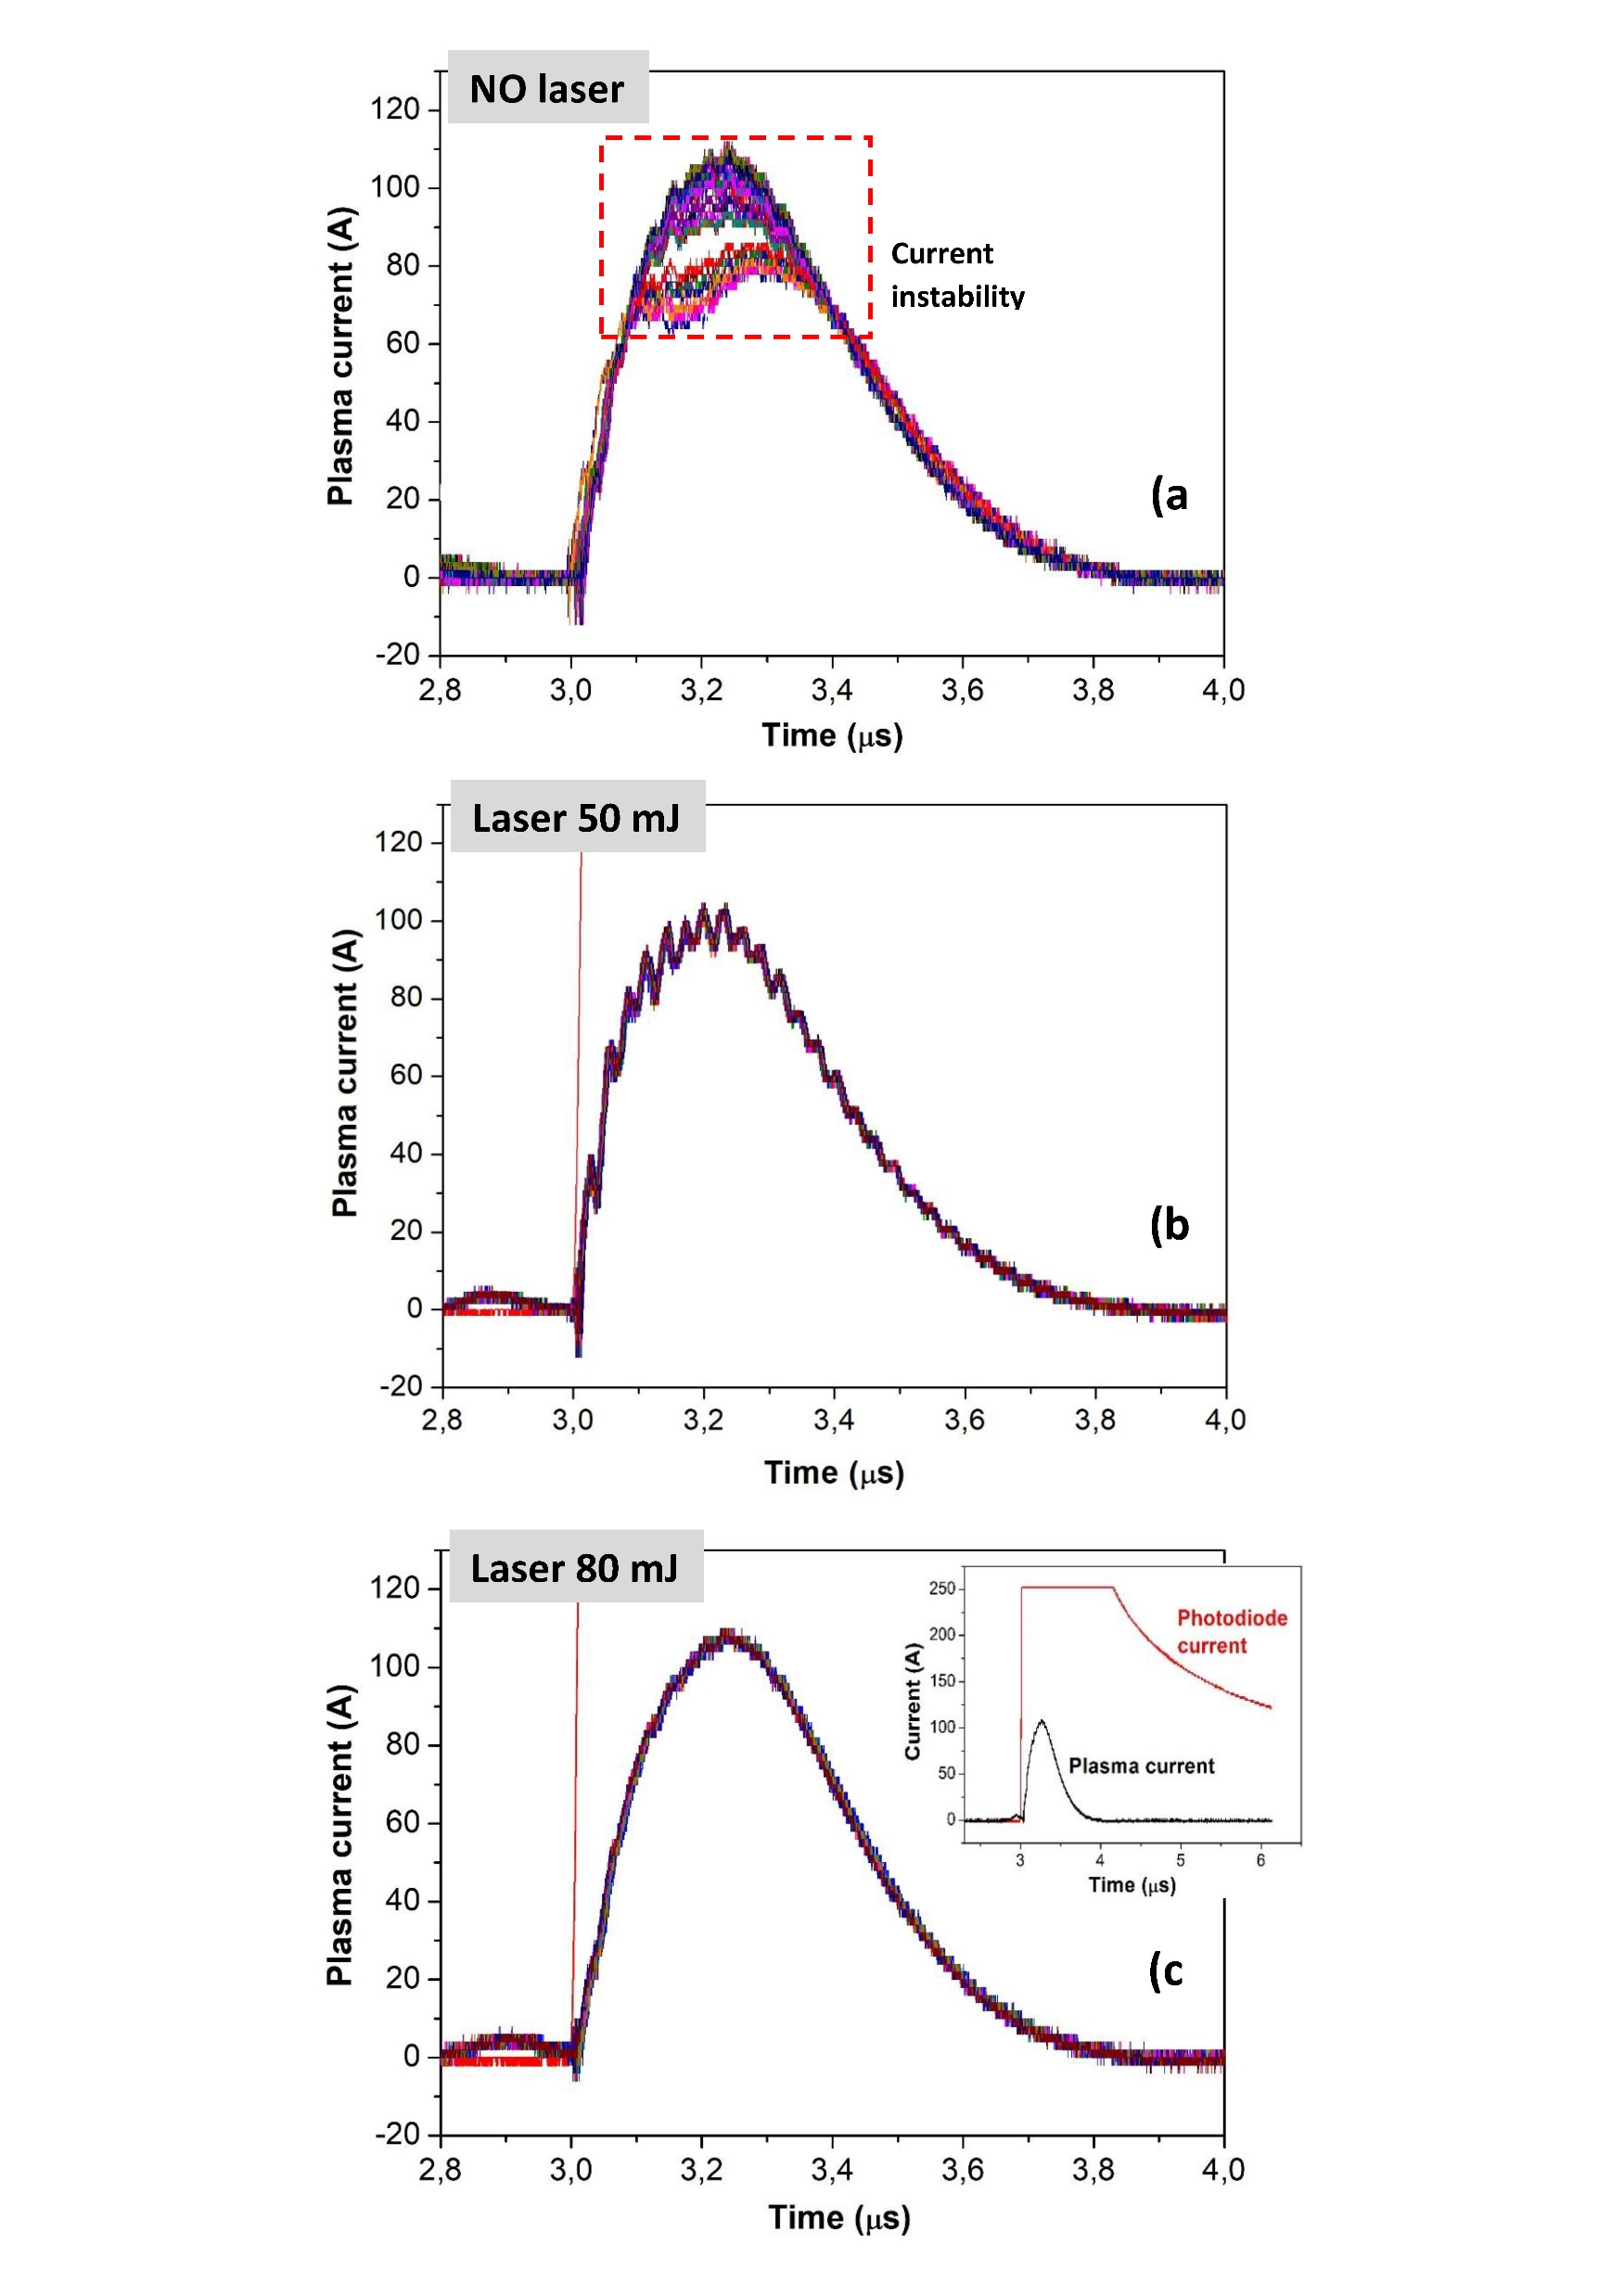 NO laser
120
100
80
60
40
20
0
-20
Plasma current (A)
Current
instability
(a
2,8 3,0 3,2 3,4 3,6 3,8 4,0
Time (μs)
Laser 50 mJ
120
100
80
60
40
20
0
-20
Plasma current (A)
(b
2,8 3,0 3,2 3,4 3,6 3,8 4,0
Time (μs)
Laser 80 mJ
120
100
80
60
40
20
0
-20
Plasma current (A)
250
200
150
100
50
0
Current (A)
Photodiode
current
Plasma current
3 4 5 6
Time (μs)
(c
2,8 3,0 3,2 3,4 3,6 3,8 4,0
Time (μs)